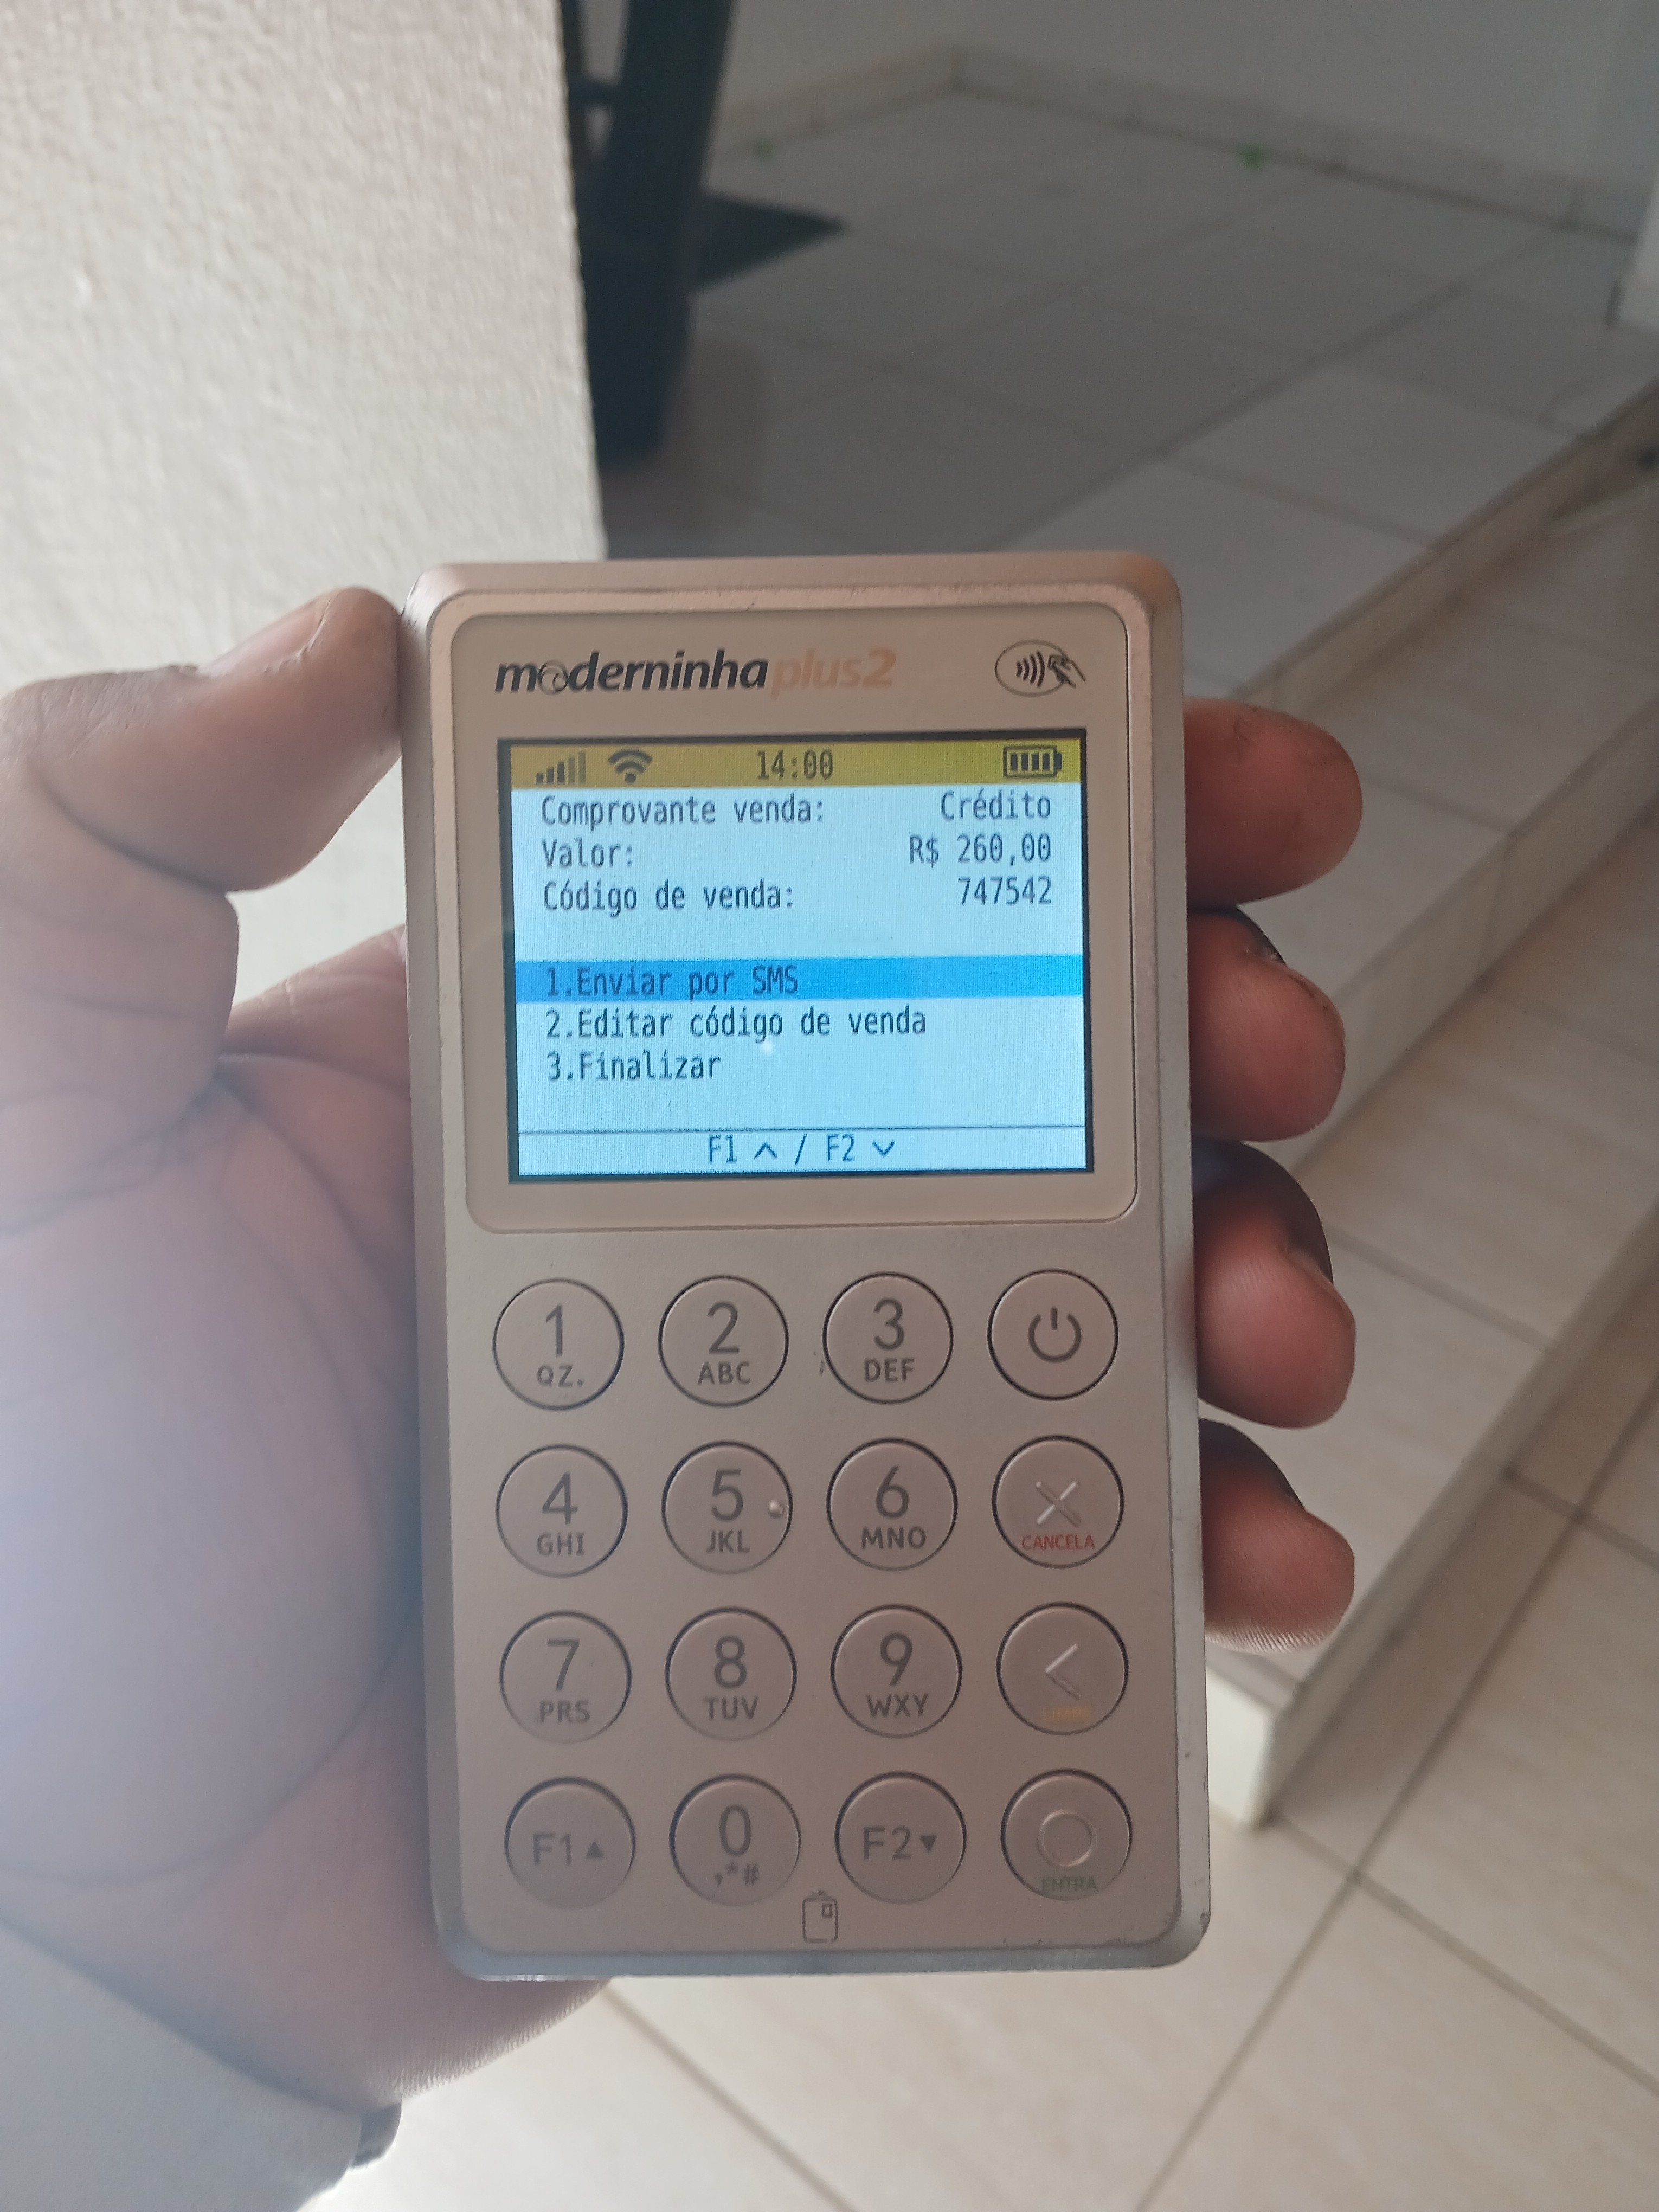 moderninha plus2
14:00
Comprovante venda: Crédito
Valor: R$ 260,00
Código de venda: 747542
1.Enviar por SMS
2.Editar código de venda
3.Finalizar
F1 ^ / F2 v
1 2 3
QZ. ABC DEF
4 5 6
GHI JKL MNO CANCELA
7 8 9
PRS TUV WXY LIMPA
F1▲ 0 F2▼
,*# ENTRA